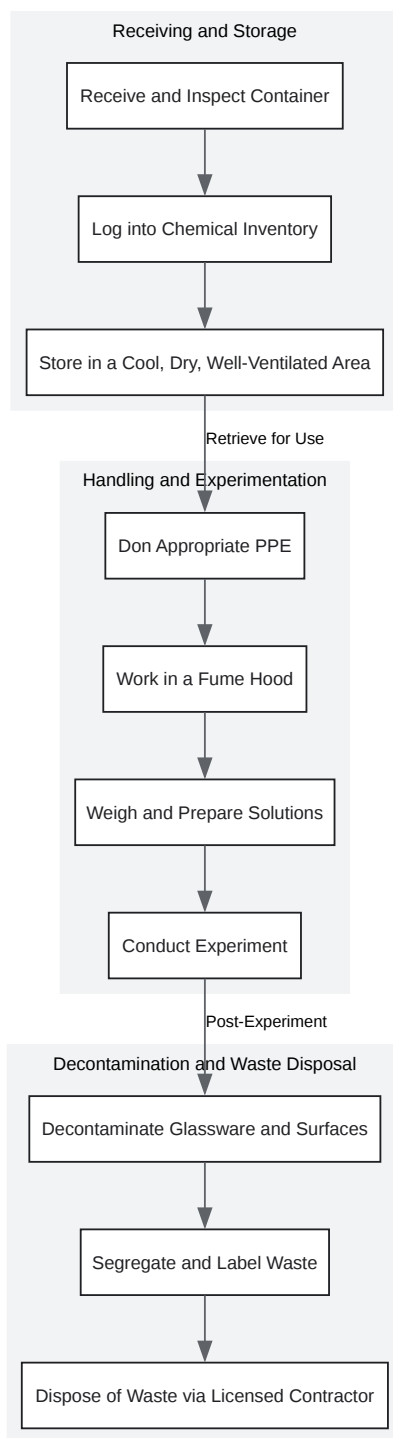 Receiving and Storage
Receive and Inspect Container
Log into Chemical Inventory
Store in a Cool, Dry, Well-Ventilated Area
Retrieve for Use
Handling and Experimentation
Don Appropriate PPE
Work in a Fume Hood
Weigh and Prepare Solutions
Conduct Experiment
Post-Experiment
Decontamination and Waste Disposal
Decontaminate Glassware and Surfaces
Segregate and Label Waste
Dispose of Waste via Licensed Contractor